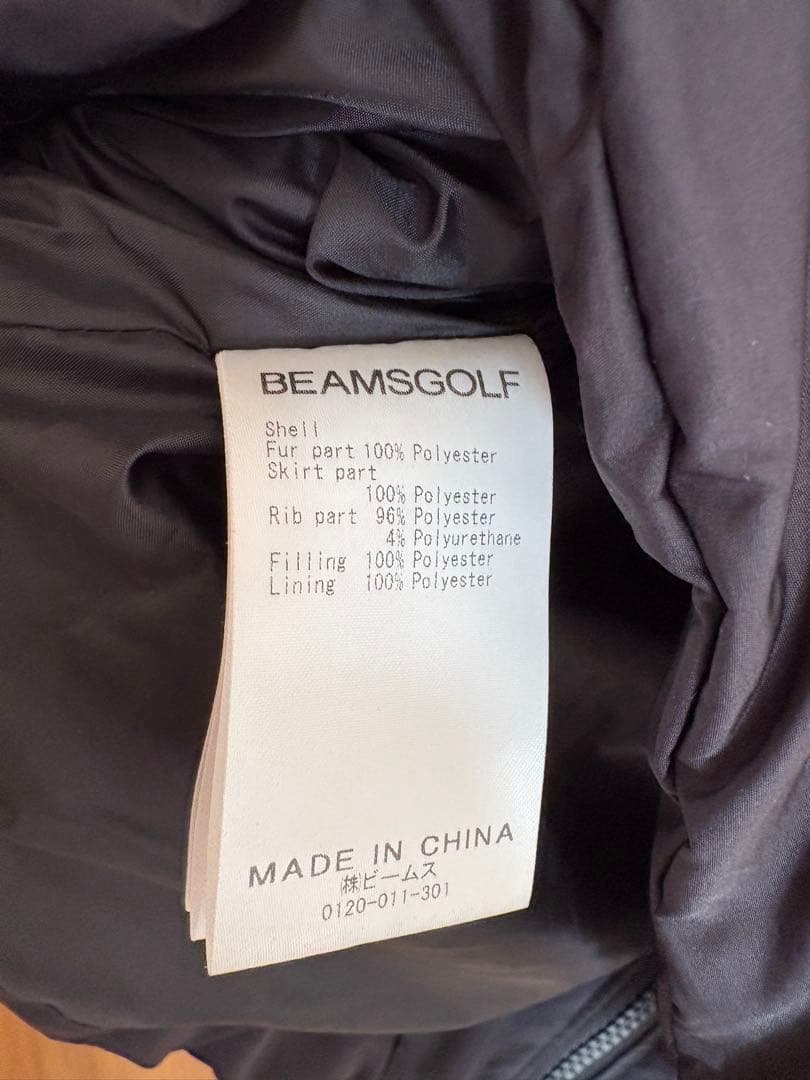 BEAMSGOLF
Shell
Fur part 100% Polyester
Skirt part
100% Polyester
Rib part 96% Polyester
4% Polyurethane
Filling 100% Polyester
Lining 100% Polyester
MADE IN CHINA
㈱ビームス
0120-011-301